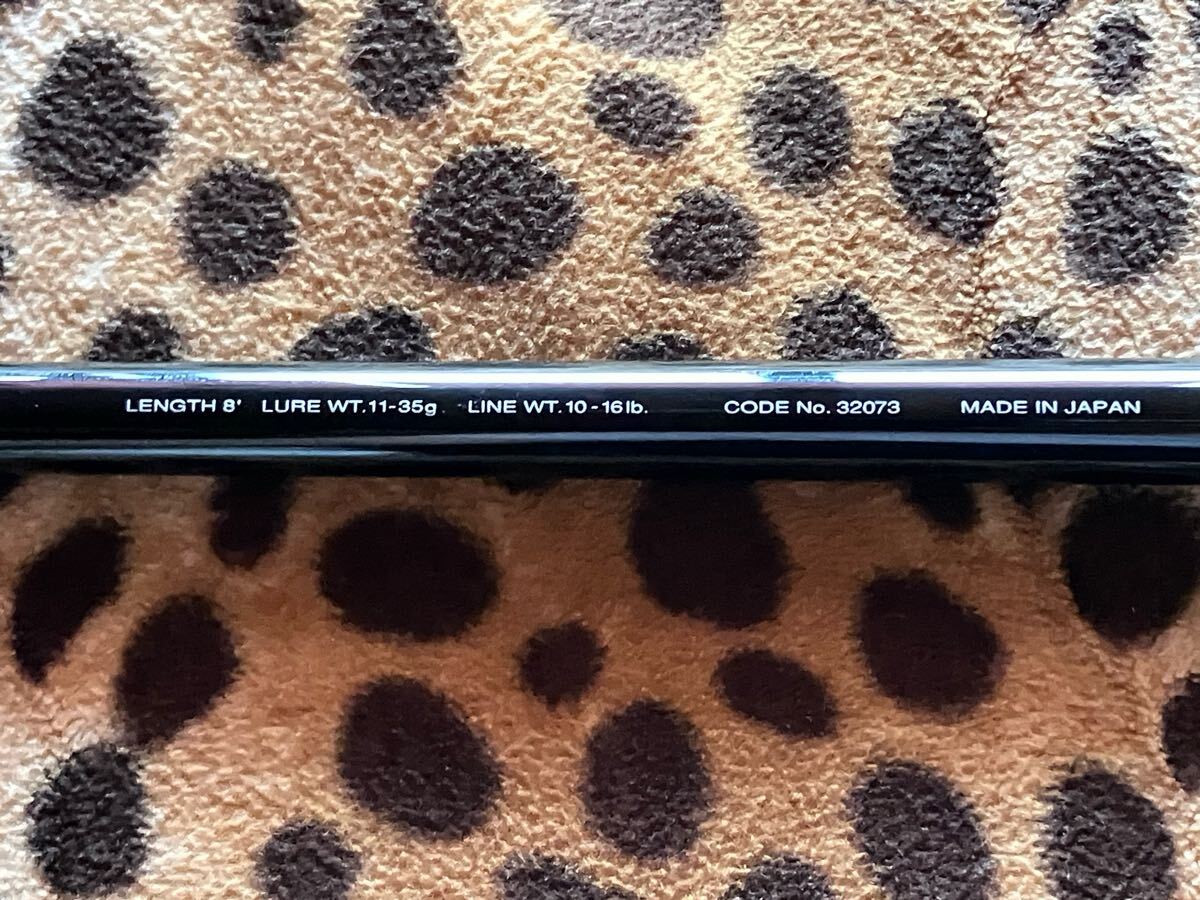 LENGTH 8' LURE WT.11-35g LINE WT.10-16lb. CODE No. 32073 MADE IN JAPAN